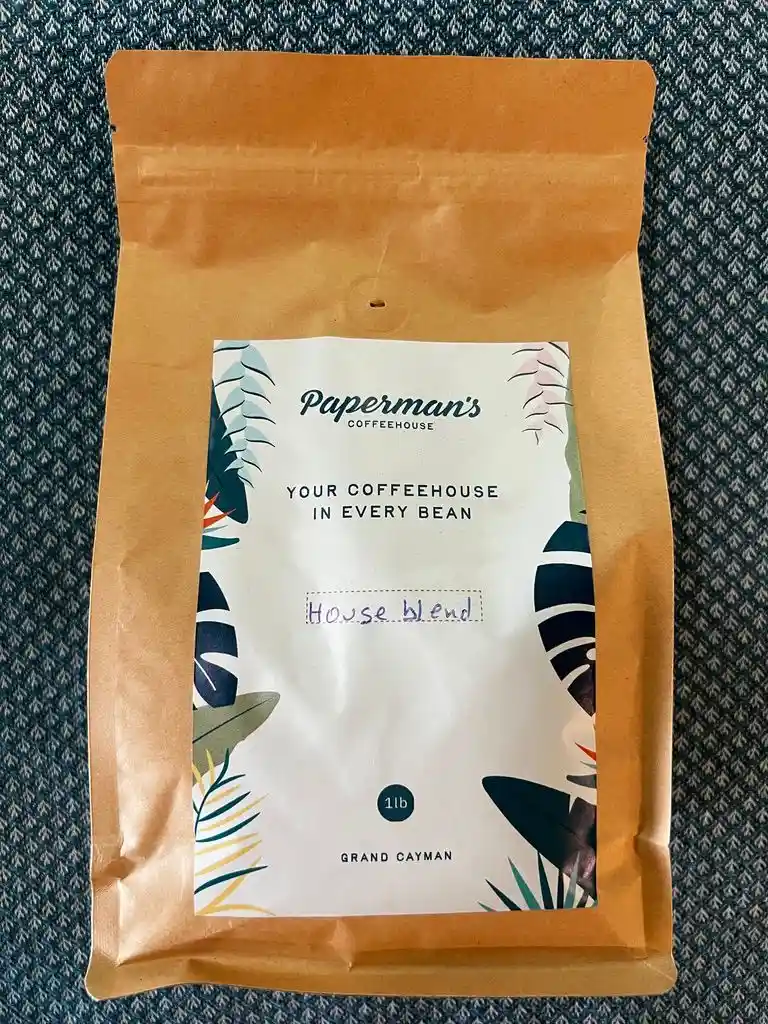 Paperman's
COFFEEHOUSE
YOUR COFFEEHOUSE
IN EVERY BEAN
House blend
1lb
GRAND CAYMAN